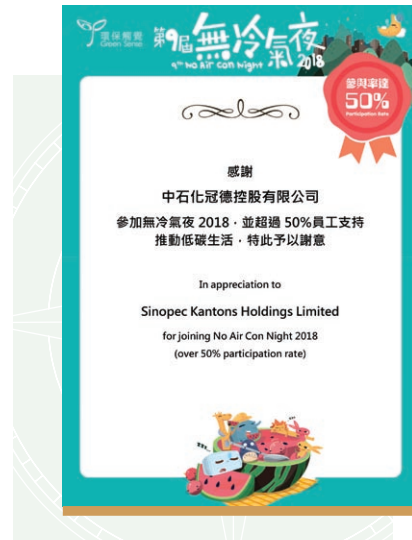 環保觸覺
Green Sense
第9屆無冷氣夜
9th No Air Con Night 2018
參與率達
50%
Participation Rate
感謝
中石化冠德控股有限公司
參加無冷氣夜 2018，並超過 50%員工支持
推動低碳生活，特此予以謝意
In appreciation to
Sinopec Kantons Holdings Limited
for joining No Air Con Night 2018
(over 50% participation rate)